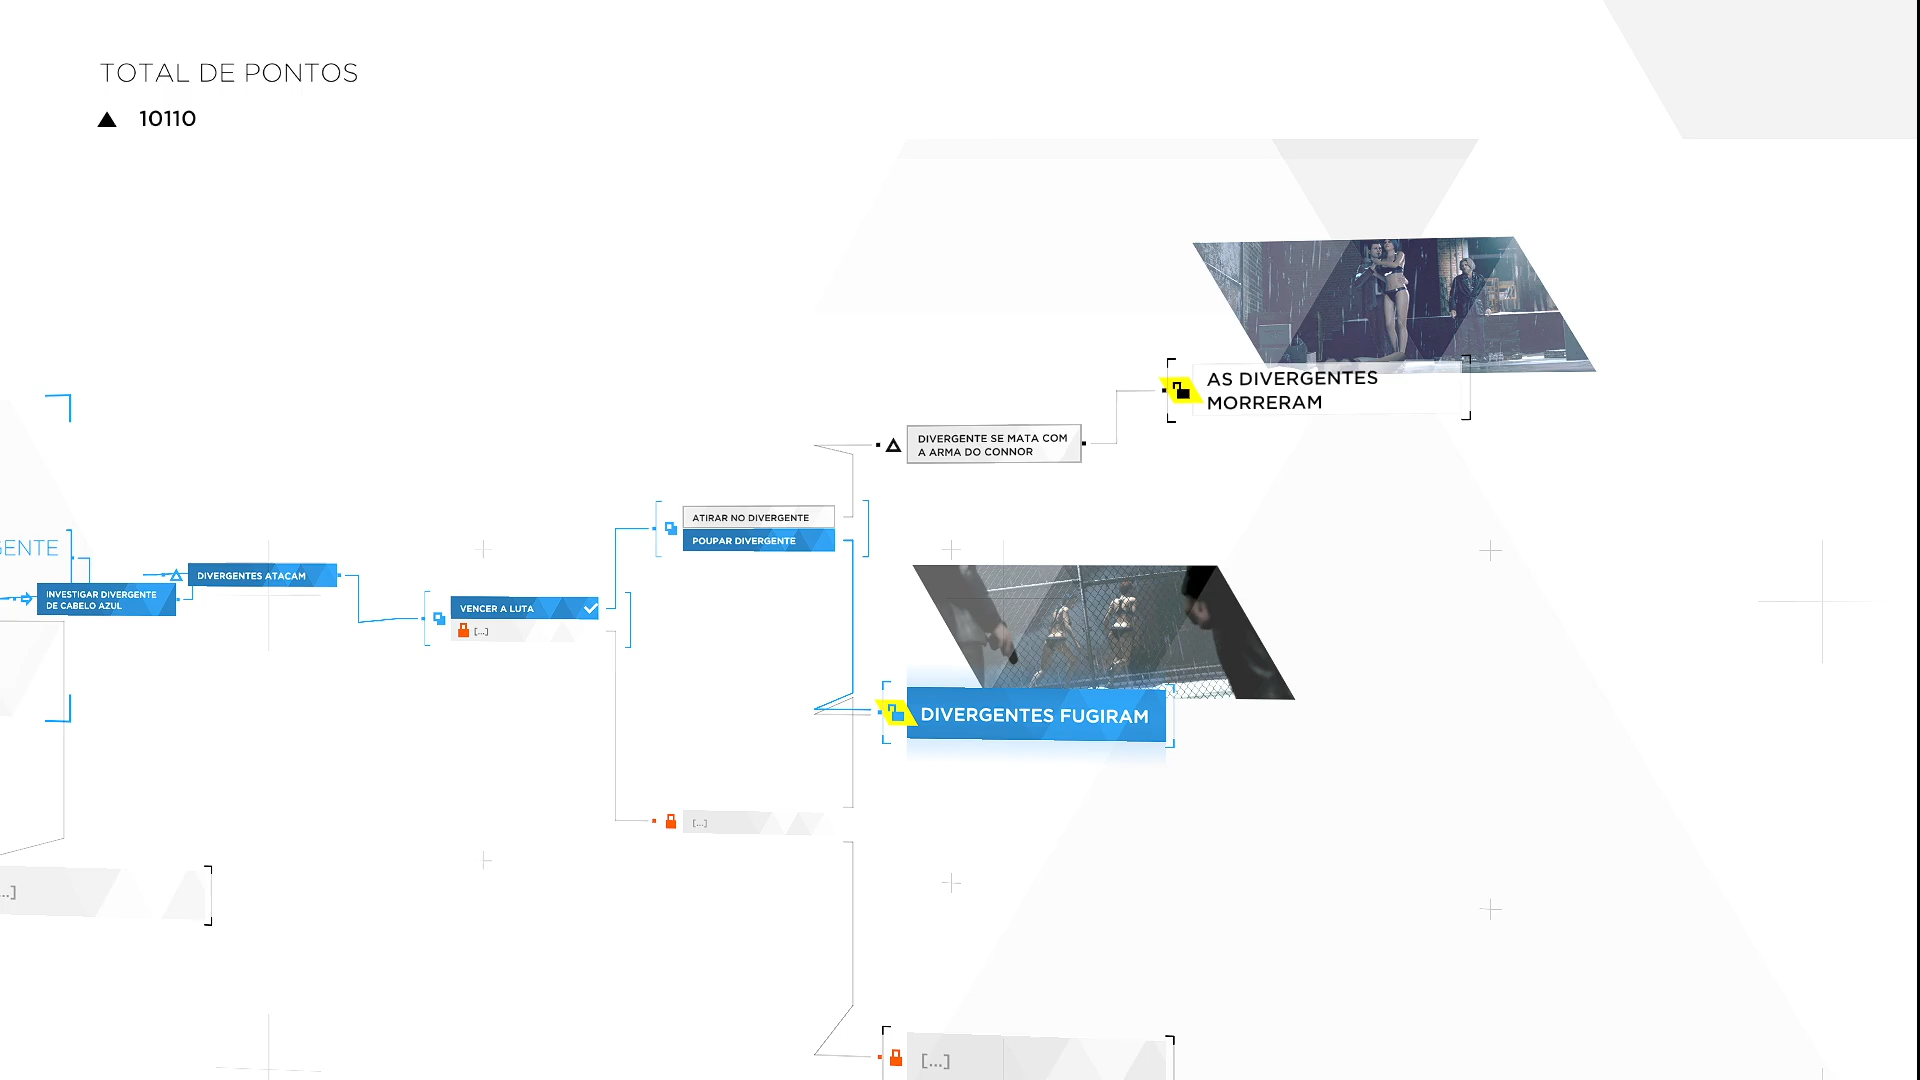 TOTAL DE PONTOS
10110
AS DIVERGENTES
MORRERAM
DIVERGENTE SE MATA COM
A ARMA DO CONNOR
ATIRAR NO DIVERGENTE
POUPAR DIVERGENTE
GENTE
DIVERGENTES ATACAM
INVESTIGAR DIVERGENTE
DE CABELO AZUL
VENCER A LUTA
[...]
DIVERGENTES FUGIRAM
[...]
...]
[...]